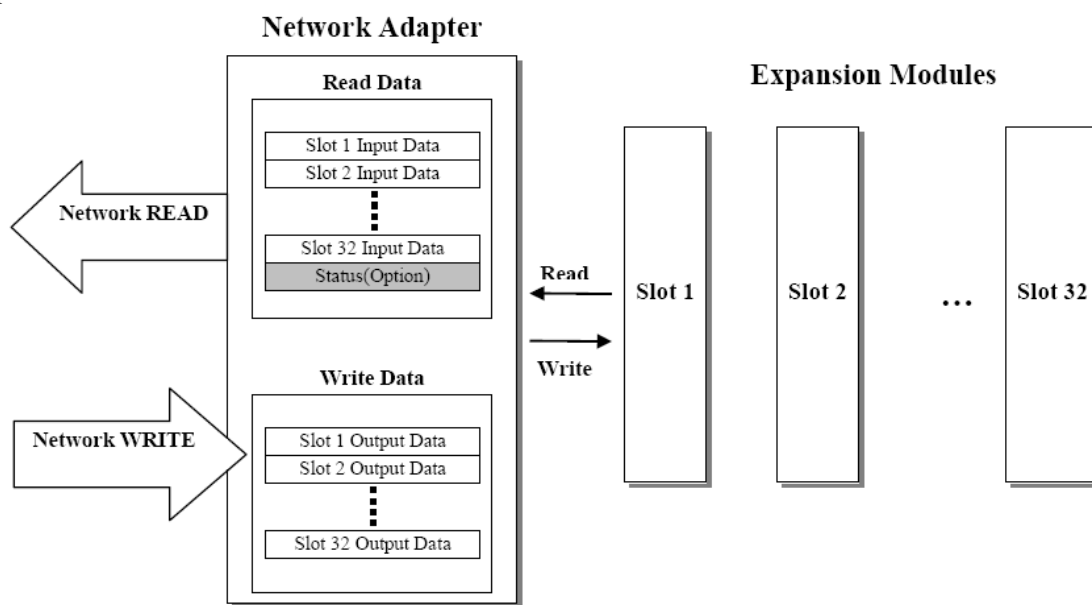 Network Adapter
Read Data
Slot 1 Input Data
Slot 2 Input Data
Slot 32 Input Data
Status(Option)
Network READ
Write Data
Slot 1 Output Data
Slot 2 Output Data
Slot 32 Output Data
Network WRITE
Read
Write
Expansion Modules
Slot 1
Slot 2
...
Slot 32